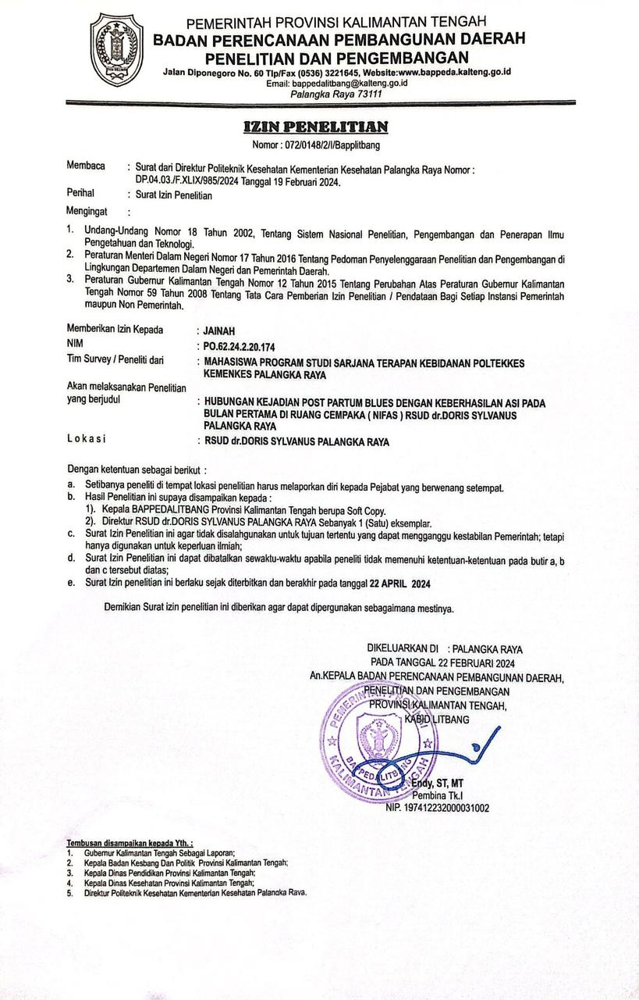 PEMERINTAH PROVINSI KALIMANTAN TENGAH
BADAN PERENCANAAN PEMBANGUNAN DAERAH
PENELITIAN DAN PENGEMBANGAN
Jalan Diponegoro No. 60 Tlp/Fax (0536) 3221645, Website:www.bappeda.kalteng.go.id
Email: bappedalitbang@kalteng.go.id
Palangka Raya 73111
IZIN PENELITIAN
Nomor : 072/0148/2/I/Bapplitbang
Membaca : Surat dari Direktur Politeknik Kesehatan Kementerian Kesehatan Palangka Raya Nomor :
DP.04.03./F.XLIX/985/2024 Tanggal 19 Februari 2024.
Perihal : Surat Izin Penelitian
Mengingat :
1. Undang-Undang Nomor 18 Tahun 2002, Tentang Sistem Nasional Penelitian, Pengembangan dan Penerapan Ilmu
Pengetahuan dan Teknologi.
2. Peraturan Menteri Dalam Negeri Nomor 17 Tahun 2016 Tentang Pedoman Penyelenggaraan Penelitian dan Pengembangan di
Lingkungan Departemen Dalam Negeri dan Pemerintah Daerah.
3. Peraturan Gubernur Kalimantan Tengah Nomor 12 Tahun 2015 Tentang Perubahan Atas Peraturan Gubernur Kalimantan
Tengah Nomor 59 Tahun 2008 Tentang Tata Cara Pemberian Izin Penelitian / Pendataan Bagi Setiap Instansi Pemerintah
maupun Non Pemerintah.
Memberikan Izin Kepada : JAINAH
NIM : PO.62.24.2.20.174
Tim Survey / Peneliti dari : MAHASISWA PROGRAM STUDI SARJANA TERAPAN KEBIDANAN POLTEKKES
KEMENKES PALANGKA RAYA
Akan melaksanakan Penelitian
yang berjudul : HUBUNGAN KEJADIAN POST PARTUM BLUES DENGAN KEBERHASILAN ASI PADA
BULAN PERTAMA DI RUANG CEMPAKA ( NIFAS ) RSUD dr.DORIS SYLVANUS
PALANGKA RAYA
Lokasi : RSUD dr.DORIS SYLVANUS PALANGKA RAYA
Dengan ketentuan sebagai berikut :
a. Setibanya peneliti di tempat lokasi penelitian harus melaporkan diri kepada Pejabat yang berwenang setempat.
b. Hasil Penelitian ini supaya disampaikan kepada :
1). Kepala BAPPEDALITBANG Provinsi Kalimantan Tengah berupa Soft Copy.
2). Direktur RSUD dr.DORIS SYLVANUS PALANGKA RAYA Sebanyak 1 (Satu) eksemplar.
c. Surat Izin Penelitian ini agar tidak disalahgunakan untuk tujuan tertentu yang dapat mengganggu kestabilan Pemerintah; tetapi
hanya digunakan untuk keperluan ilmiah;
d. Surat Izin Penelitian ini dapat dibatalkan sewaktu-waktu apabila peneliti tidak memenuhi ketentuan-ketentuan pada butir a, b
dan c tersebut diatas;
e. Surat Izin penelitian ini berlaku sejak diterbitkan dan berakhir pada tanggal 22 APRIL 2024
Demikian Surat izin penelitian ini diberikan agar dapat dipergunakan sebagaimana mestinya.
DIKELUARKAN DI : PALANGKA RAYA
PADA TANGGAL 22 FEBRUARI 2024
An.KEPALA BADAN PERENCANAAN PEMBANGUNAN DAERAH,
PENELITIAN DAN PENGEMBANGAN
PROVINSI KALIMANTAN TENGAH,
KABID LITBANG
PEMERINTAH PROVINSI
BAPPEDALITBANG
KALIMANTAN TENGAH
Endy, ST, MT
Pembina Tk.I
NIP. 197412232000031002
Tembusan disampaikan kepada Yth. :
1. Gubernur Kalimantan Tengah Sebagai Laporan;
2. Kepala Badan Kesbang Dan Politik Provinsi Kalimantan Tengah;
3. Kepala Dinas Pendidikan Provinsi Kalimantan Tengah;
4. Kepala Dinas Kesehatan Provinsi Kalimantan Tengah;
5. Direktur Politeknik Kesehatan Kementerian Kesehatan Palangka Raya.